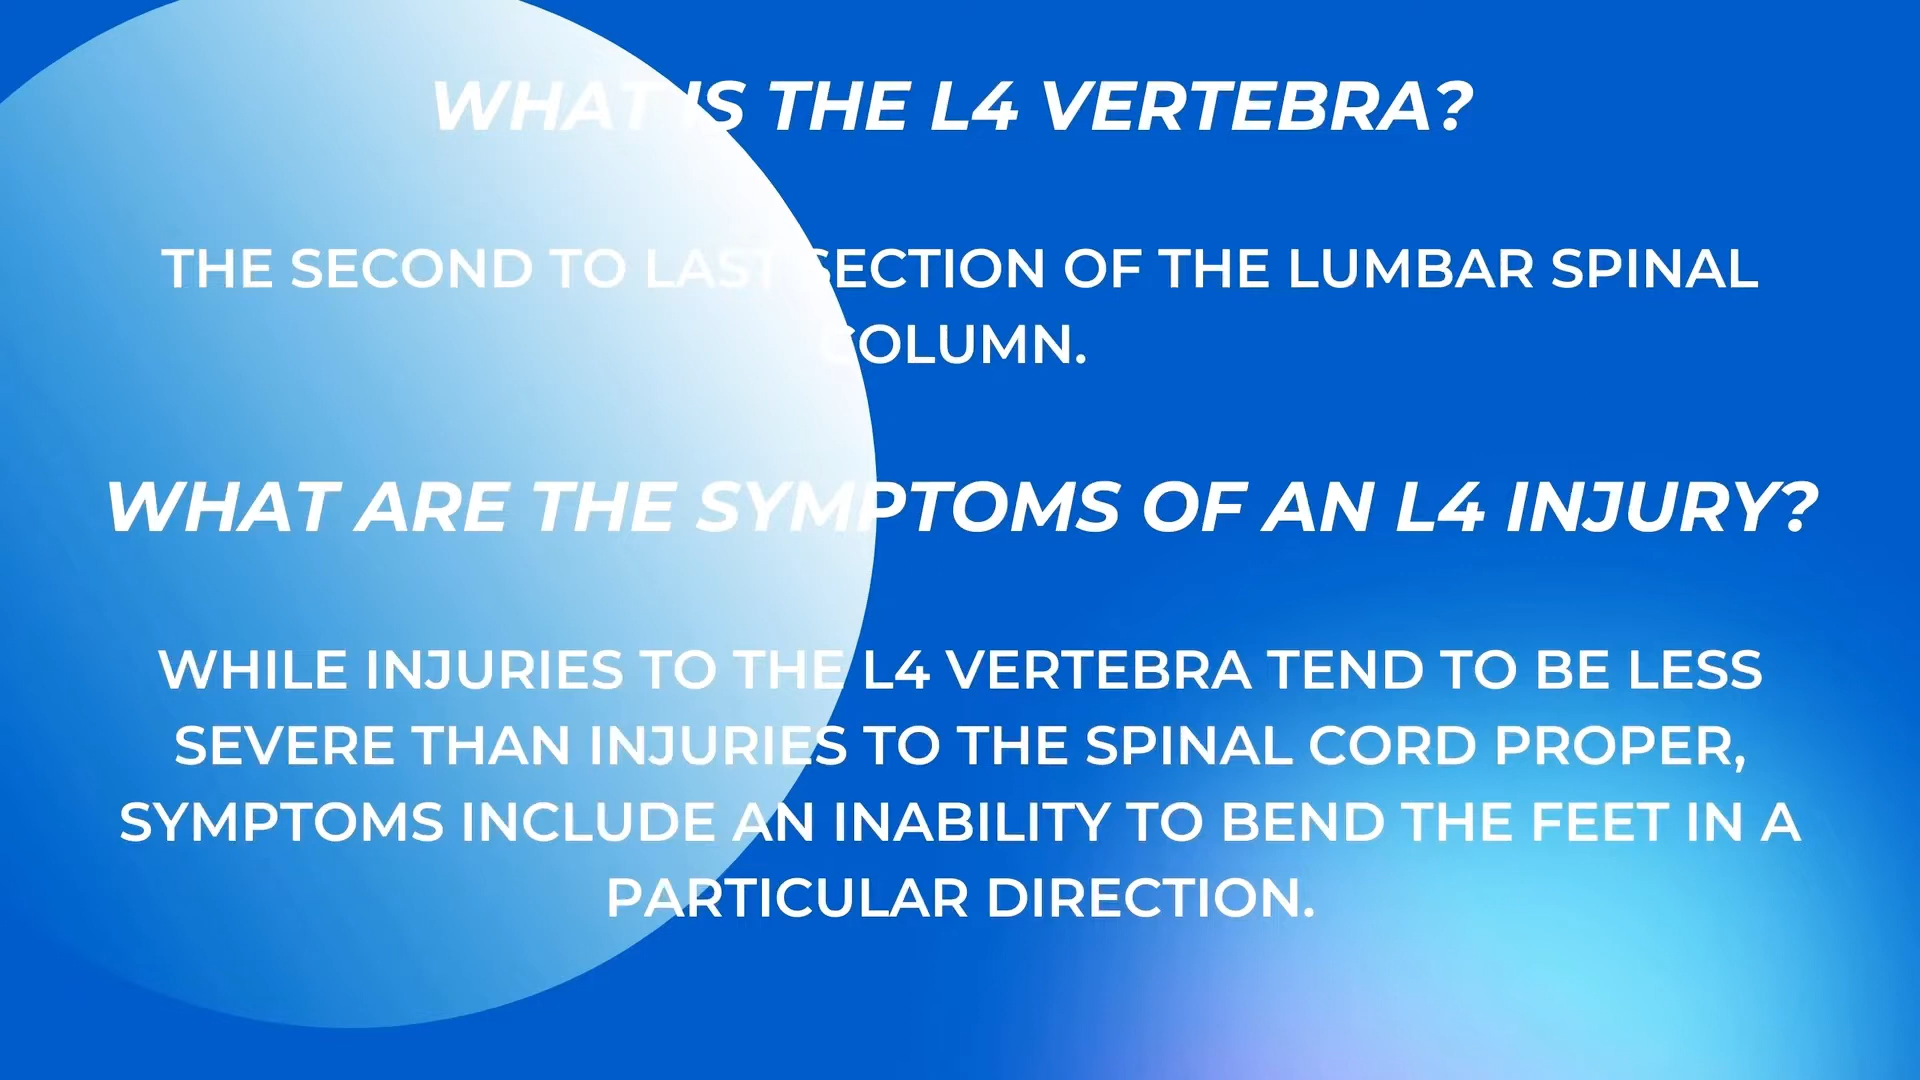 WHAT IS THE L4 VERTEBRA?
THE SECOND TO LAST SECTION OF THE LUMBAR SPINAL
COLUMN.
WHAT ARE THE SYMPTOMS OF AN L4 INJURY?
WHILE INJURIES TO THE L4 VERTEBRA TEND TO BE LESS
SEVERE THAN INJURIES TO THE SPINAL CORD PROPER,
SYMPTOMS INCLUDE AN INABILITY TO BEND THE FEET IN A
PARTICULAR DIRECTION.